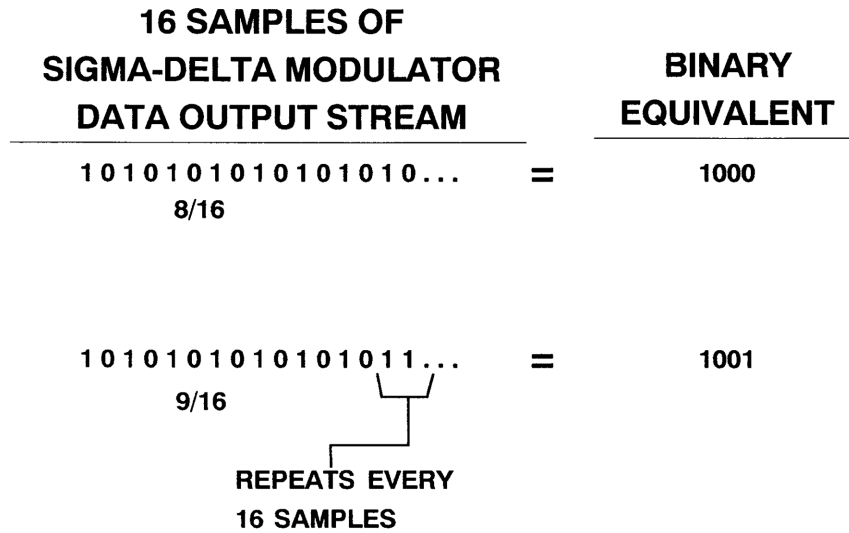 16 SAMPLES OF
SIGMA-DELTA MODULATOR
DATA OUTPUT STREAM
BINARY
EQUIVALENT
1010101010101010... = 1000
8/16
1010101010101011... = 1001
9/16
REPEATS EVERY
16 SAMPLES